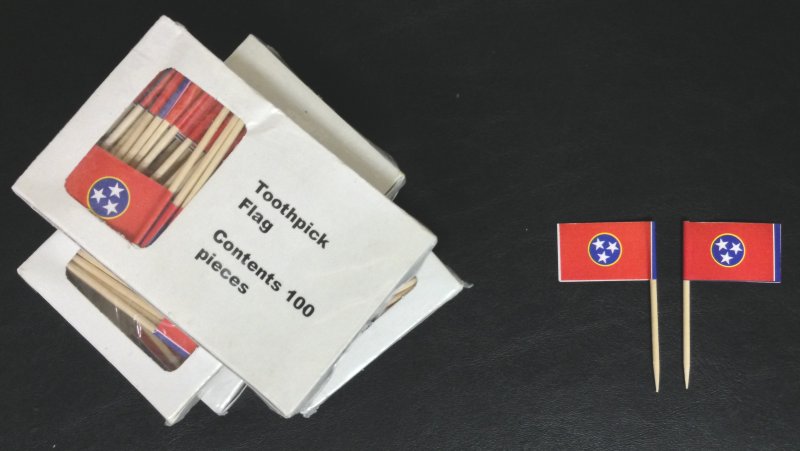 Toothpick
Flag
Contents 100
pieces